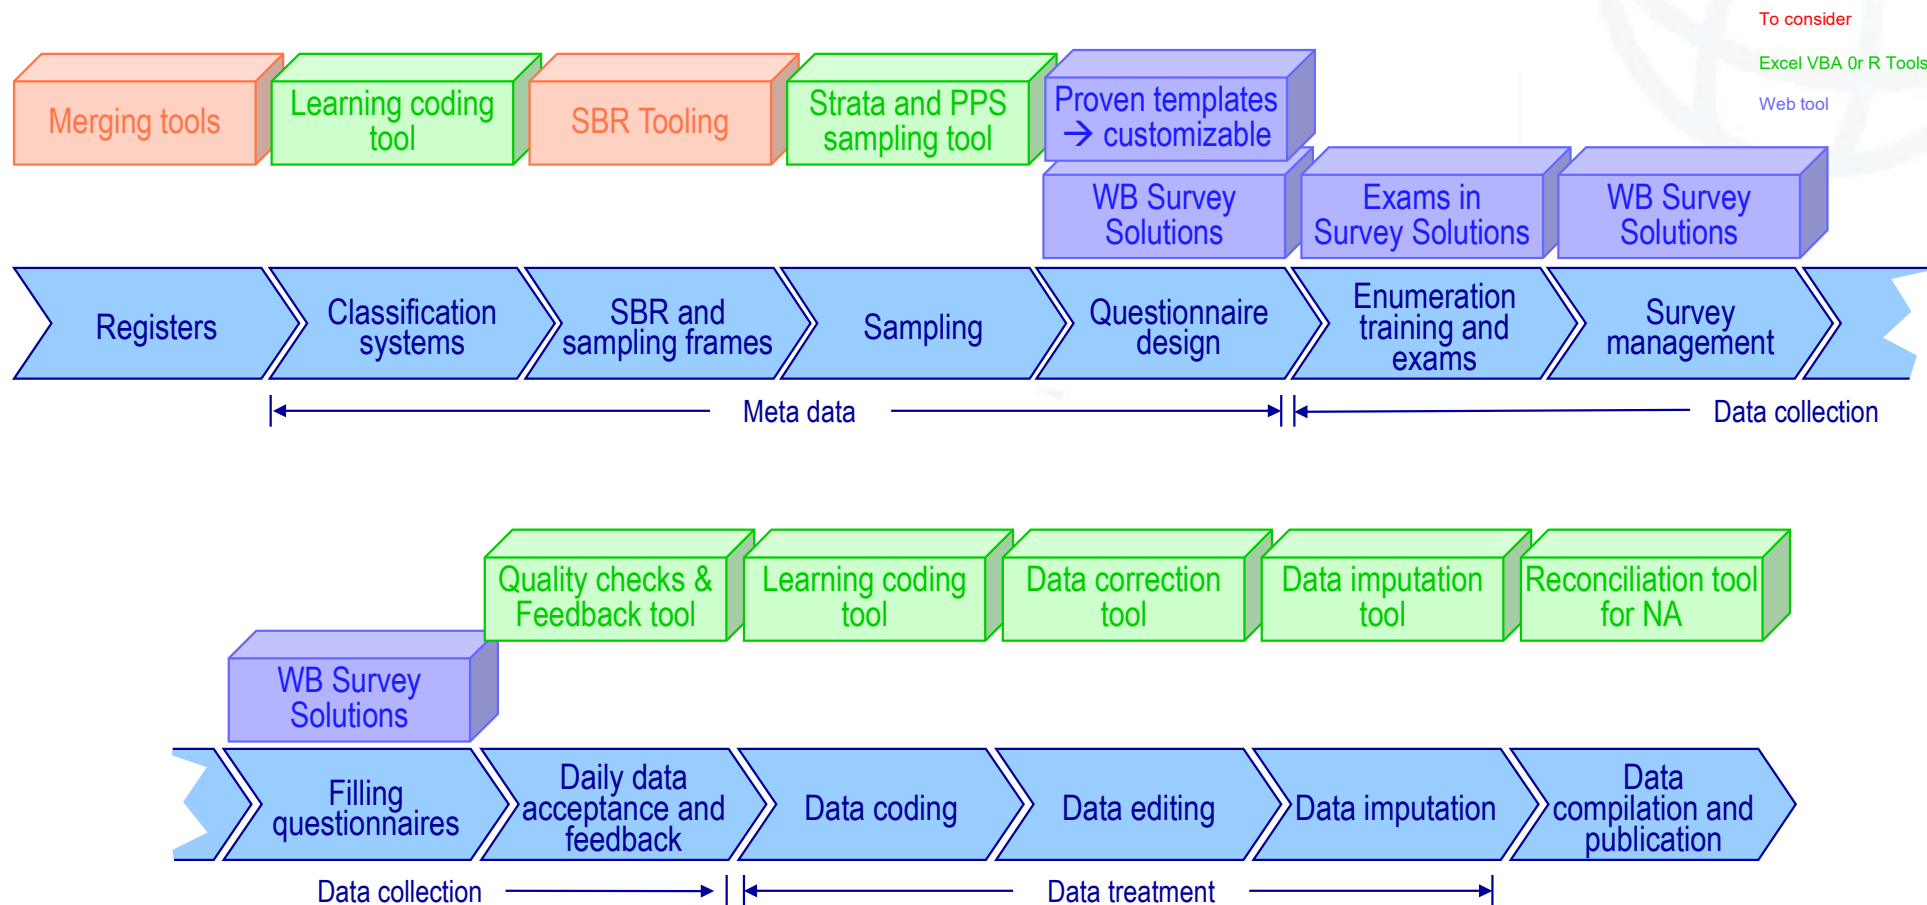 To consider
Excel VBA 0r R Tools
Web tool
Merging tools
Learning coding
tool
SBR Tooling
Strata and PPS
sampling tool
Proven templates
→ customizable
WB Survey
Solutions
Exams in
Survey Solutions
WB Survey
Solutions
Registers
Classification
systems
SBR and
sampling frames
Sampling
Questionnaire
design
Enumeration
training and
exams
Survey
management
Meta data
Data collection
Quality checks &
Feedback tool
Learning coding
tool
Data correction
tool
Data imputation
tool
Reconciliation tool
for NA
WB Survey
Solutions
Filling
questionnaires
Daily data
acceptance and
feedback
Data coding
Data editing
Data imputation
Data
compilation and
publication
Data collection
Data treatment